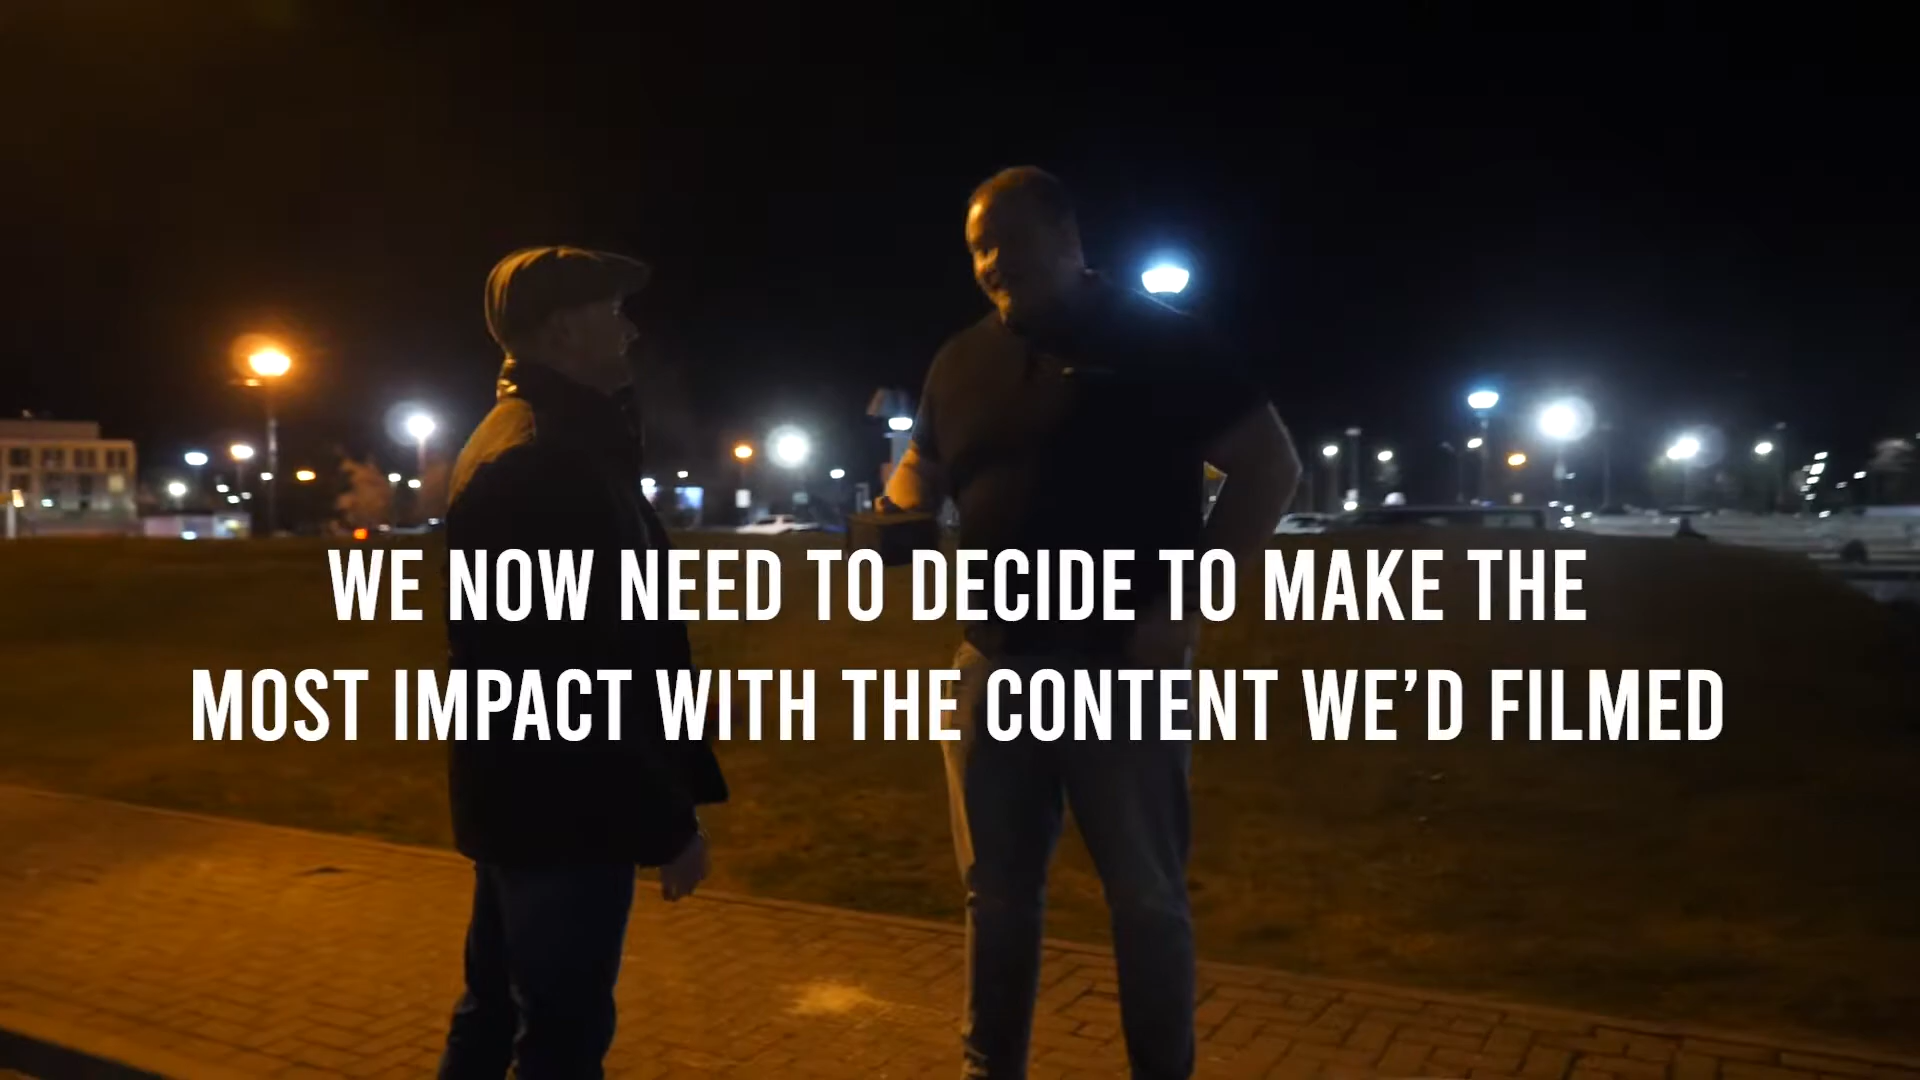 WE NOW NEED TO DECIDE TO MAKE THE
MOST IMPACT WITH THE CONTENT WE'D FILMED